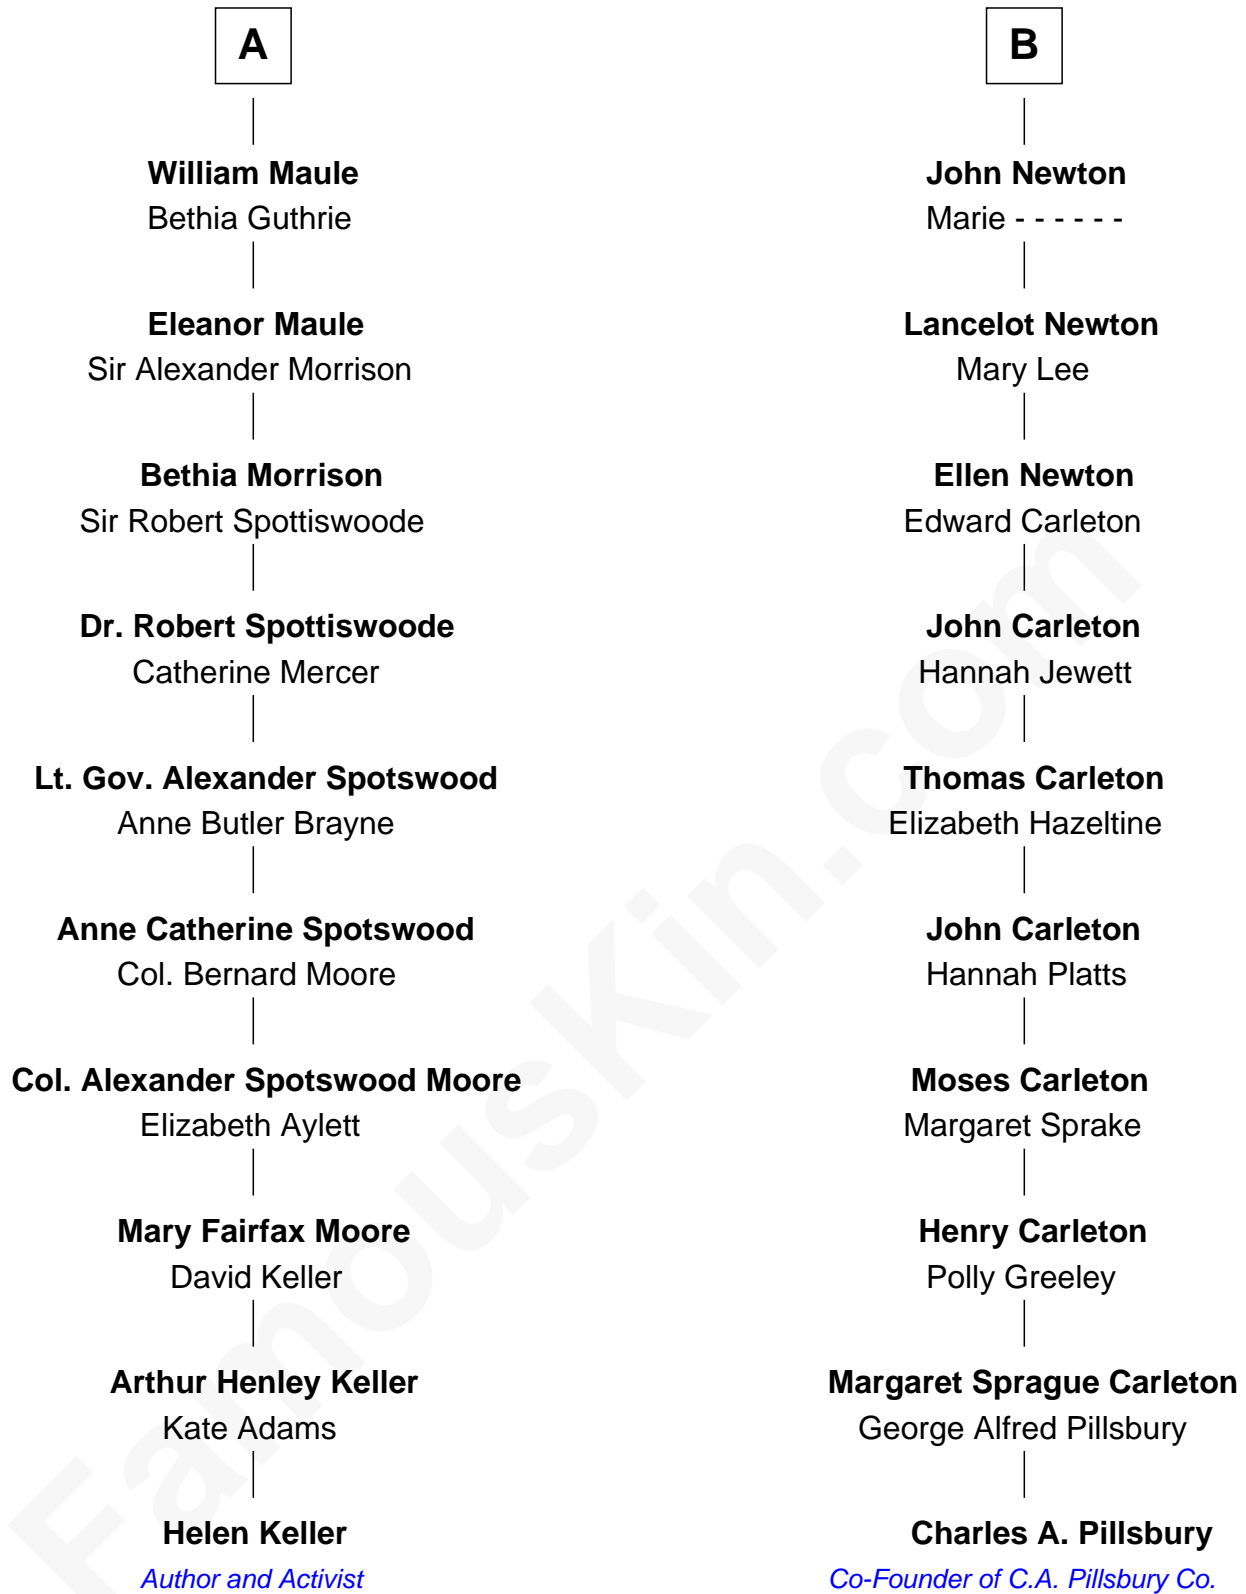 A
William Maule
Bethia Guthrie
Eleanor Maule
Sir Alexander Morrison
Bethia Morrison
Sir Robert Spottiswoode
Dr. Robert Spottiswoode
Catherine Mercer
Lt. Gov. Alexander Spotswood
Anne Butler Brayne
Anne Catherine Spotswood
Col. Bernard Moore
Col. Alexander Spotswood Moore
Elizabeth Aylett
Mary Fairfax Moore
David Keller
Arthur Henley Keller
Kate Adams
Helen Keller
Author and Activist
B
John Newton
Marie - - - - - -
Lancelot Newton
Mary Lee
Ellen Newton
Edward Carleton
John Carleton
Hannah Jewett
Thomas Carleton
Elizabeth Hazeltine
John Carleton
Hannah Platts
Moses Carleton
Margaret Sprake
Henry Carleton
Polly Greeley
Margaret Sprague Carleton
George Alfred Pillsbury
Charles A. Pillsbury
Co-Founder of C.A. Pillsbury Co.
FamousKin.com